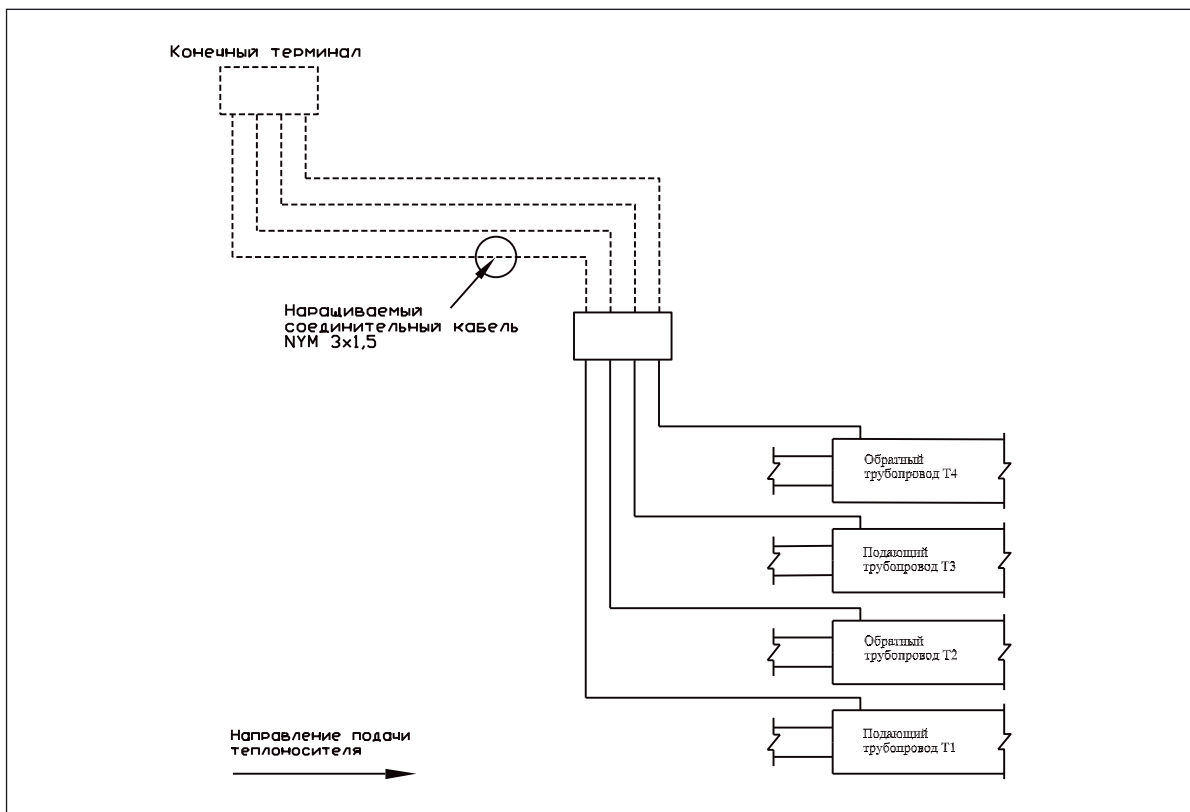 Конечный терминал
Наращиваемый
соединительный кабель
NYM 3x1,5
Обратный
трубопровод Т4
Подающий
трубопровод Т3
Обратный
трубопровод Т2
Подающий
трубопровод Т1
Направление подачи
теплоносителя